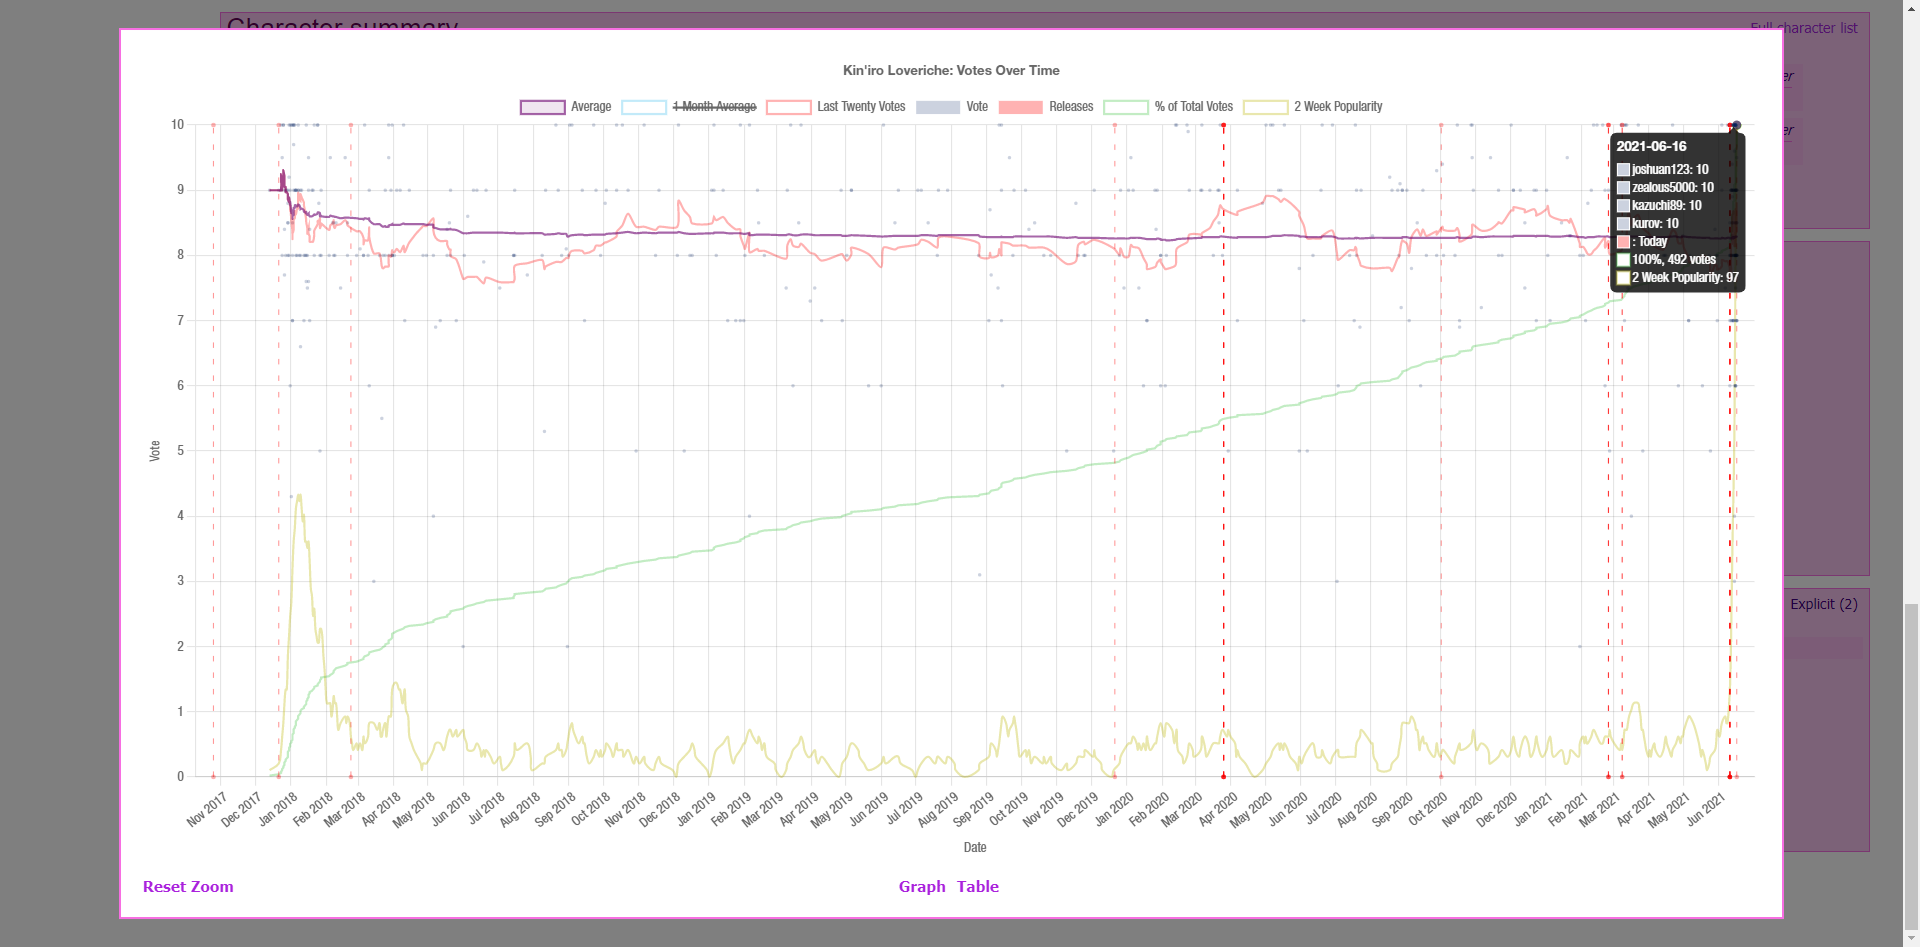 Character summary
Full character list
Kin'iro Loveriche: Votes Over Time
Average
1 Month Average
Last Twenty Votes
Vote
Releases
% of Total Votes
2 Week Popularity
10
9
8
7
6
5
4
3
2
1
0
Vote
2021-06-16
joshuan123: 10
zealous5000: 10
kazuchi89: 10
kurov: 10
: Today
100%, 492 votes
2 Week Popularity: 97
er
er
Explicit (2)
Nov 2017
Dec 2017
Jan 2018
Feb 2018
Mar 2018
Apr 2018
May 2018
Jun 2018
Jul 2018
Aug 2018
Sep 2018
Oct 2018
Nov 2018
Dec 2018
Jan 2019
Feb 2019
Mar 2019
Apr 2019
May 2019
Jun 2019
Jul 2019
Aug 2019
Sep 2019
Oct 2019
Nov 2019
Dec 2019
Jan 2020
Feb 2020
Mar 2020
Apr 2020
May 2020
Jun 2020
Jul 2020
Aug 2020
Sep 2020
Oct 2020
Nov 2020
Dec 2020
Jan 2021
Feb 2021
Mar 2021
Apr 2021
May 2021
Jun 2021
Date
Reset Zoom
Graph Table